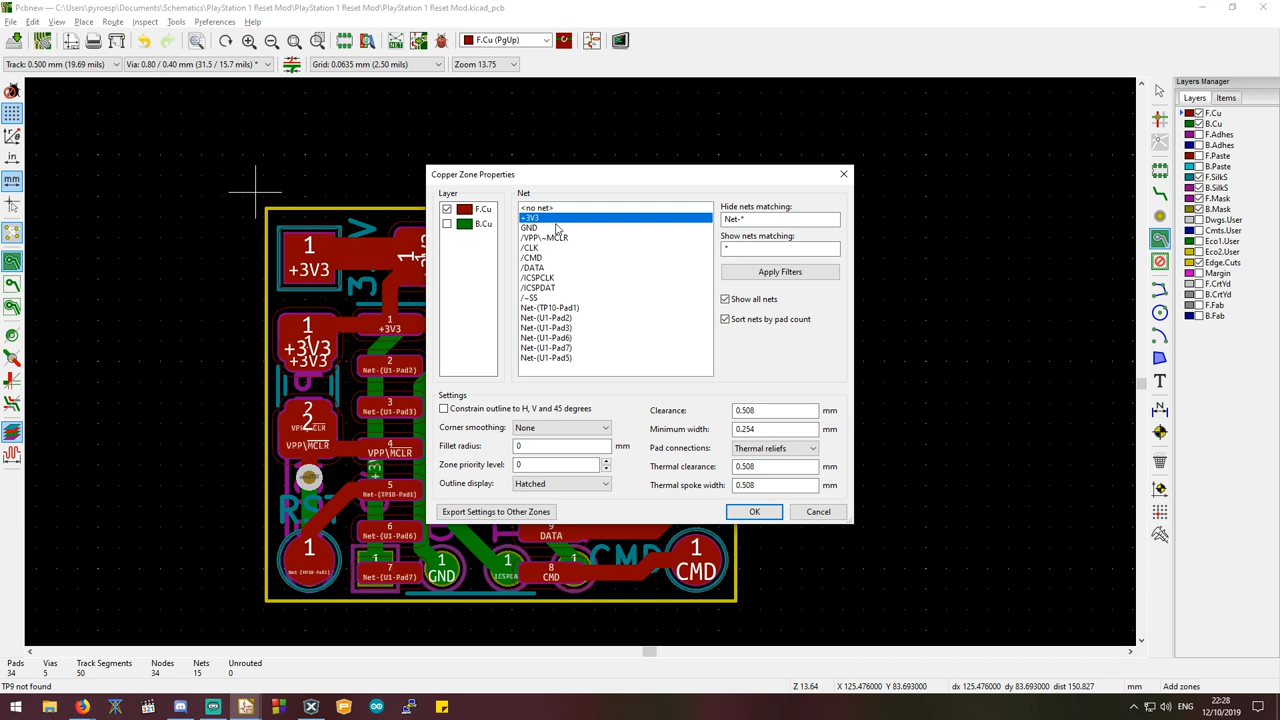 Pcbnew — C:\Users\pyroesp\Documents\Schematics\PlayStation 1 Reset Mod\PlayStation 1 Reset Mod\PlayStation 1 Reset Mod.kicad_pcb
File Edit View Place Route Inspect Tools Preferences Help
F.Cu (PgUp)
Track: 0.500 mm (19.69 mils) Via: 0.80 / 0.40 mm (31.5 / 15.7 mils) * Grid: 0.0635 mm (2.50 mils) Zoom 13.75
Layers Manager
Layers Items
F.Cu
B.Cu
F.Adhes
B.Adhes
F.Paste
B.Paste
F.SilkS
B.SilkS
F.Mask
B.Mask
Dwgs.User
Cmts.User
Eco1.User
Eco2.User
Edge.Cuts
Margin
F.CrtYd
B.CrtYd
F.Fab
B.Fab
in
mm
Copper Zone Properties
Layer
F.Cu
B.Cu
Net
<no net>
+3V3
GND
/VPP\~MCLR
/CLK
/CMD
/DATA
/ICSPCLK
/ICSPDAT
/~SS
Net-(TP10-Pad1)
Net-(U1-Pad2)
Net-(U1-Pad3)
Net-(U1-Pad6)
Net-(U1-Pad7)
Net-(U1-Pad5)
Hide nets matching:
Net-*
Show nets matching:
*
Apply Filters
Show all nets
Sort nets by pad count
Settings
Constrain outline to H, V and 45 degrees
Corner smoothing: None
Fillet radius: 0 mm
Zone priority level: 0
Outline display: Hatched
Clearance: 0.508 mm
Minimum width: 0.254 mm
Pad connections: Thermal reliefs
Thermal clearance: 0.508 mm
Thermal spoke width: 0.508 mm
Export Settings to Other Zones OK Cancel
1
+3V3
1
+3V3
+3V3
1
+3V3
2
Net-(U1-Pad2)
3
Net-(U1-Pad3)
2
VPP\MCLR
VPP\MCLR
4
VPP\MCLR
5
Net-(TP10-Pad1)
RST
6
Net-(U1-Pad6)
7
Net-(U1-Pad7)
1
Net-(TP10-Pad1)
1
GND
1
9
DATA
8
CMD
CMD
1
CMD
Pads Vias Track Segments Nodes Nets Unrouted
34 5 50 34 15 0
TP9 not found Z 13.64 X 125.476000 Y 83.693000 dx 125.476000 dy 83.693000 dist 150.827 mm Add zones
ENG
22:28
12/10/2019